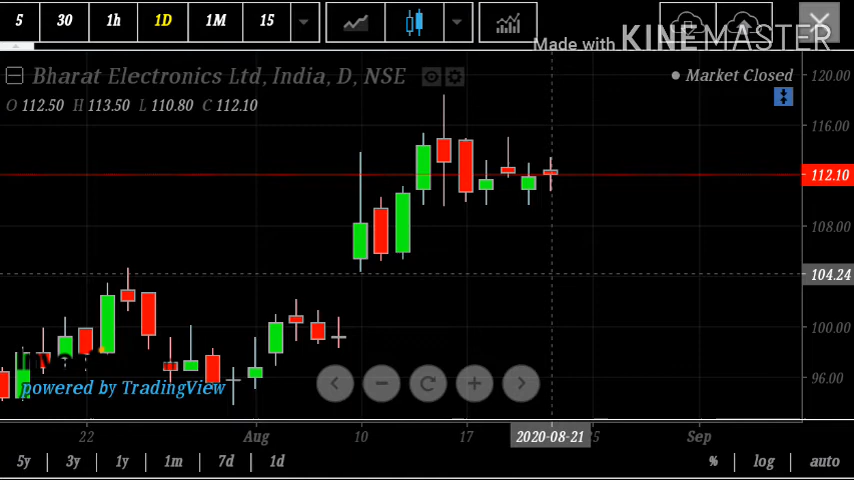 5 30 1h 1D 1M 15
Made with KINEMASTER
Bharat Electronics Ltd, India, D, NSE
Market Closed
O 112.50 H 113.50 L 110.80 C 112.10
120.00
116.00
112.10
108.00
104.24
100.00
96.00
powered by TradingView
22 Aug 10 17 2020-08-21 Sep
5y 3y 1y 1m 7d 1d % log auto